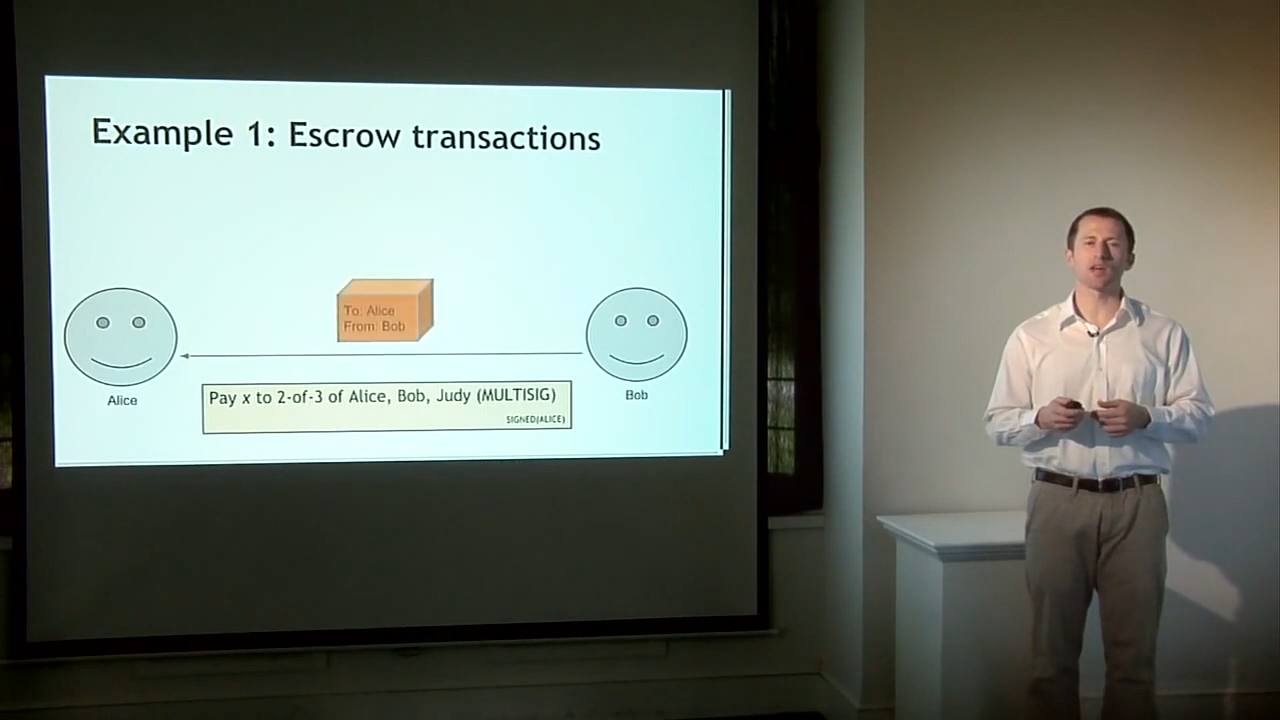 Example 1: Escrow transactions
To: Alice
From: Bob
Alice
Bob
Pay x to 2-of-3 of Alice, Bob, Judy (MULTISIG)
SIGNED(ALICE)